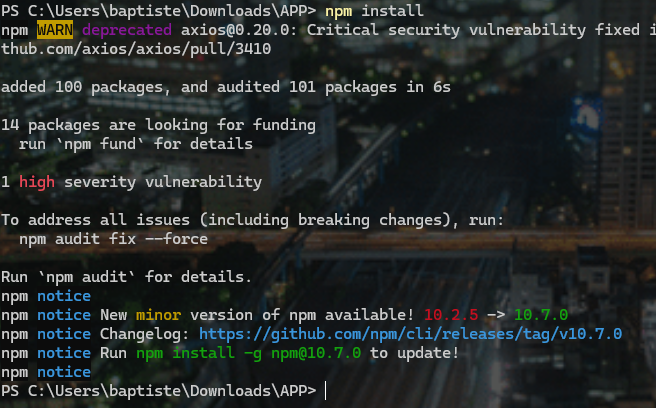 PS C:\Users\baptiste\Downloads\APP> npm install
npm WARN deprecated axios@0.20.0: Critical security vulnerability fixed i
thub.com/axios/axios/pull/3410
added 100 packages, and audited 101 packages in 6s
14 packages are looking for funding
  run `npm fund` for details
1 high severity vulnerability
To address all issues (including breaking changes), run:
  npm audit fix --force
Run `npm audit` for details.
npm notice
npm notice New minor version of npm available! 10.2.5 -> 10.7.0
npm notice Changelog: https://github.com/npm/cli/releases/tag/v10.7.0
npm notice Run npm install -g npm@10.7.0 to update!
npm notice
PS C:\Users\baptiste\Downloads\APP>